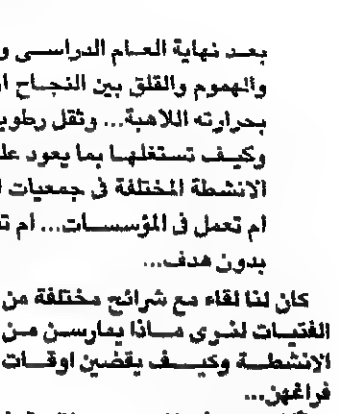 بعد نهاية العام الدراسي و
والهموم والقلق بين النجاح ا
بحرارته اللاهبة... وثقل رطوب
وكيف تستغلها بما يعود عل
الانشطة المختلفة في جمعيات ا
ام تعمل في المؤسسات... ام ت
بدون هدف...
كان لنا لقاء مع شرائح مختلفة من
الفتيات لنرى ماذا يمارسن من
الانشطة وكيف يقضين اوقات
فراغهن...